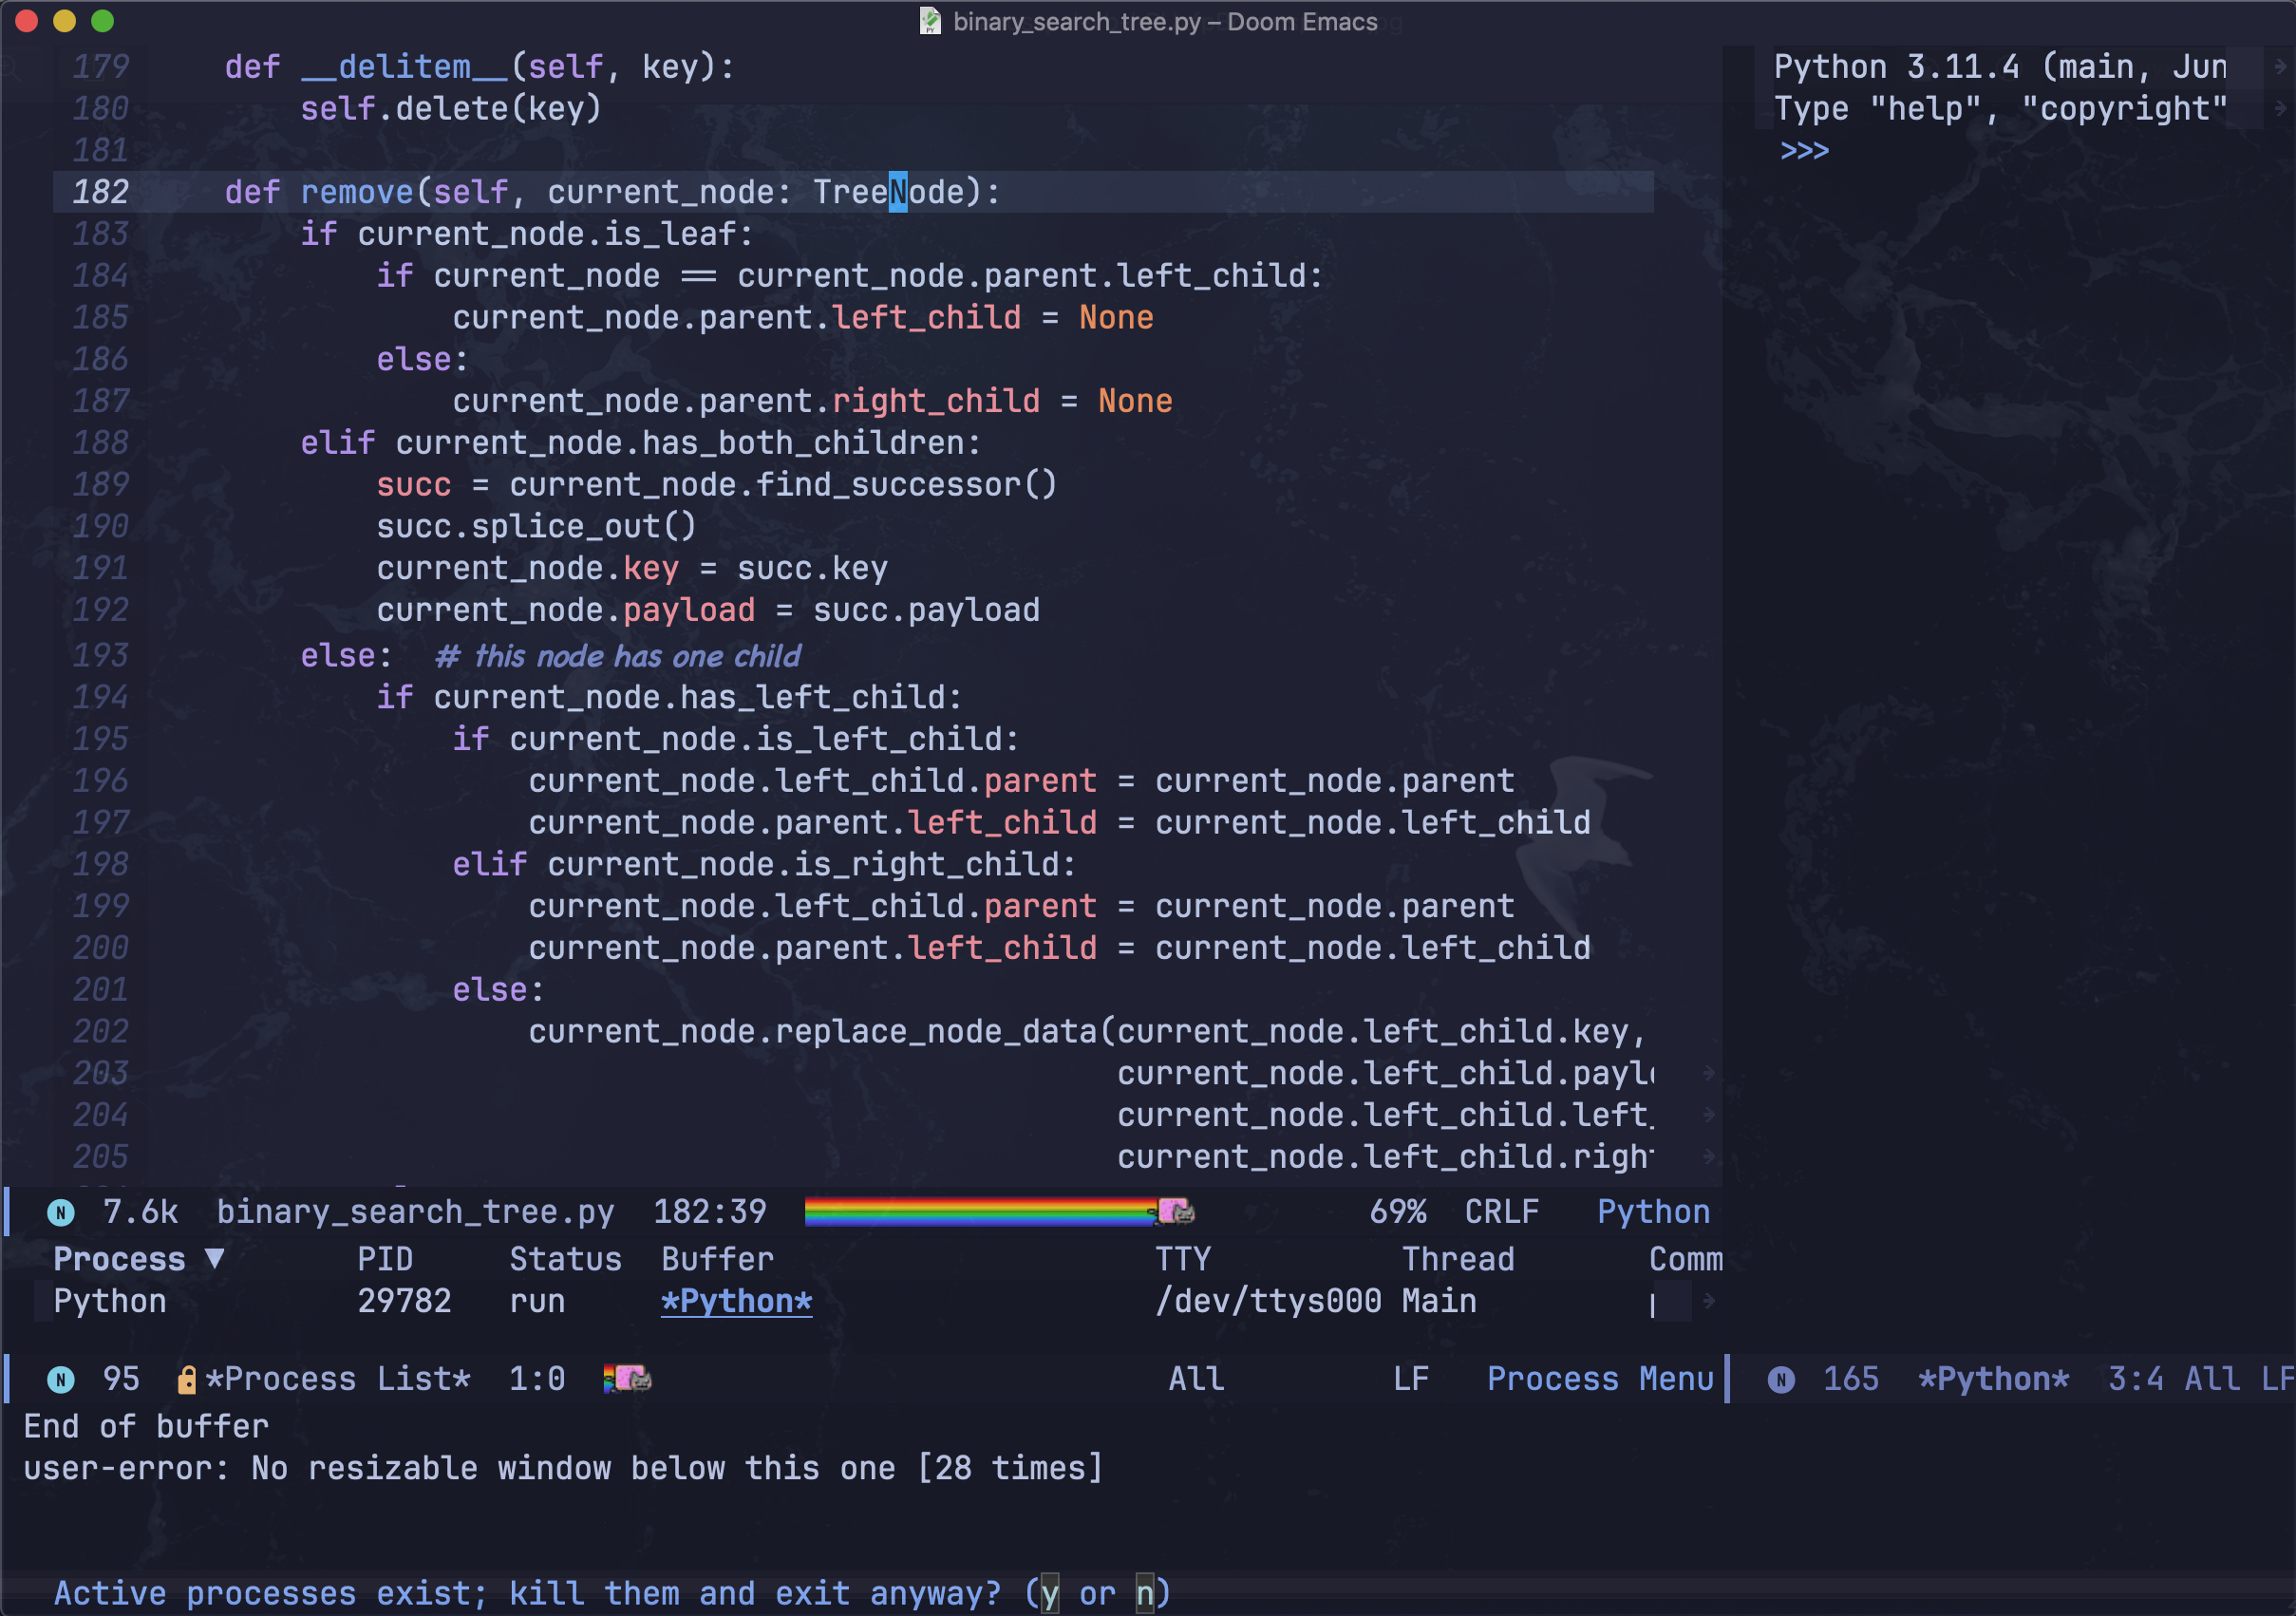 binary_search_tree.py – Doom Emacs
179 def __delitem__(self, key):
180 self.delete(key)
181
182 def remove(self, current_node: TreeNode):
183 if current_node.is_leaf:
184 if current_node == current_node.parent.left_child:
185 current_node.parent.left_child = None
186 else:
187 current_node.parent.right_child = None
188 elif current_node.has_both_children:
189 succ = current_node.find_successor()
190 succ.splice_out()
191 current_node.key = succ.key
192 current_node.payload = succ.payload
193 else: # this node has one child
194 if current_node.has_left_child:
195 if current_node.is_left_child:
196 current_node.left_child.parent = current_node.parent
197 current_node.parent.left_child = current_node.left_child
198 elif current_node.is_right_child:
199 current_node.left_child.parent = current_node.parent
200 current_node.parent.left_child = current_node.left_child
201 else:
202 current_node.replace_node_data(current_node.left_child.key,
203 current_node.left_child.paylo
204 current_node.left_child.left_
205 current_node.left_child.righ
N 7.6k binary_search_tree.py 182:39 69% CRLF Python
Process ▼ PID Status Buffer TTY Thread Comm
Python 29782 run *Python* /dev/ttys000 Main
N 95 *Process List* 1:0 All LF Process Menu
Python 3.11.4 (main, Jun
Type "help", "copyright"
>>>
N 165 *Python* 3:4 All LF
End of buffer
user-error: No resizable window below this one [28 times]
Active processes exist; kill them and exit anyway? (y or n)